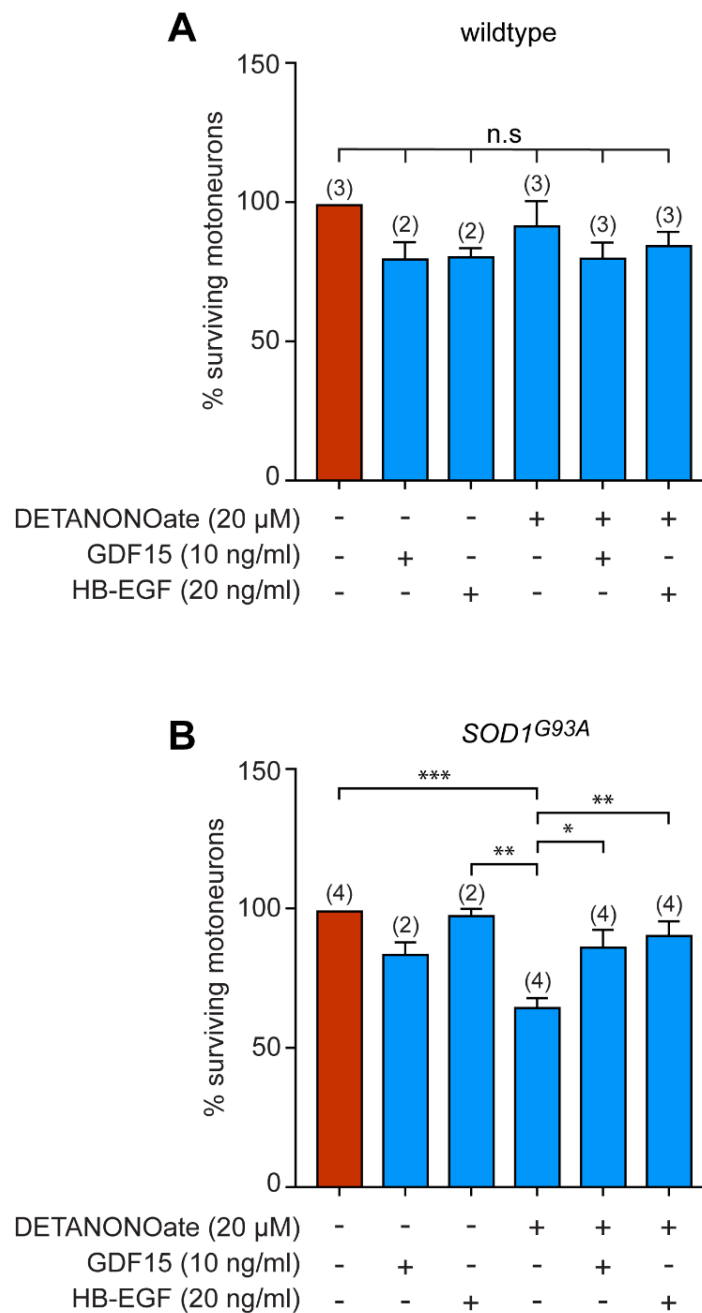 A
wildtype
% surviving motoneurons
150
100
50
0
n.s
(3) (2) (2) (3) (3) (3)
DETANONOate (20 µM) - - - + + +
GDF15 (10 ng/ml) - + - - + -
HB-EGF (20 ng/ml) - - + - - +
B
SOD1G93A
% surviving motoneurons
150
100
50
0
***
**
**
*
(4) (2) (2) (4) (4) (4)
DETANONOate (20 µM) - - - + + +
GDF15 (10 ng/ml) - + - - + -
HB-EGF (20 ng/ml) - - + - - +